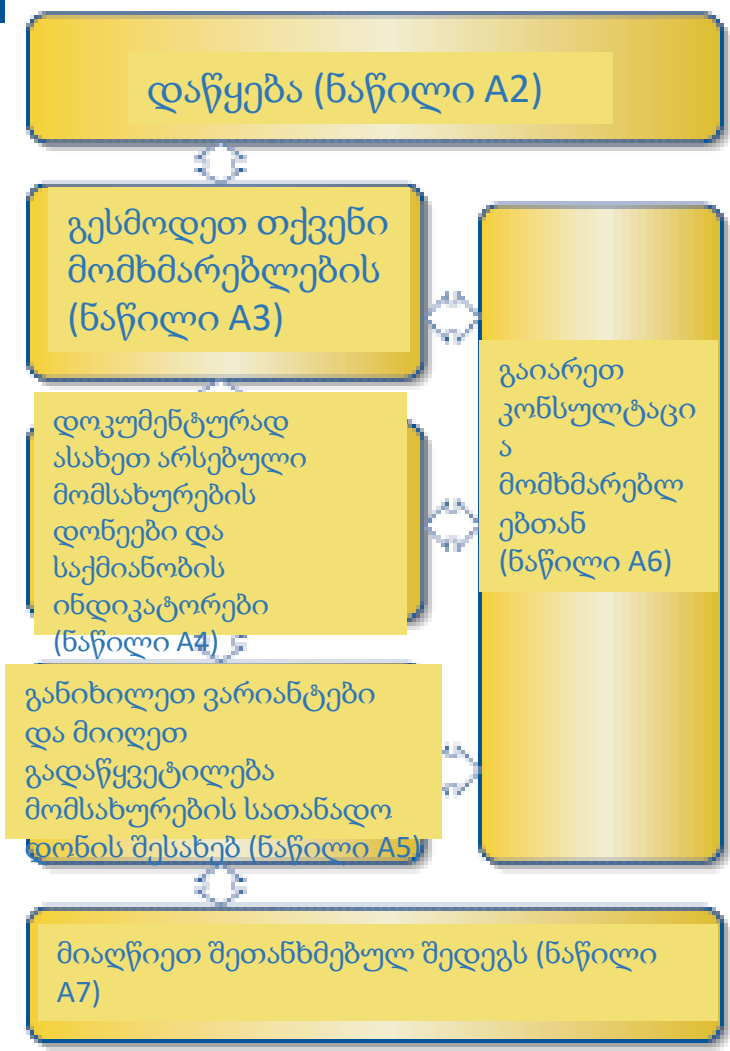 დაწყება (ნაწილი A2)
გესმოდეთ თქვენი
მომხმარებლების
(ნაწილი A3)
დოკუმენტურად
ასახეთ არსებული
მომსახურების
დონეები და
საქმიანობის
ინდიკატორები
(ნაწილი A4)
განიხილეთ ვარიანტები
და მიიღეთ
გადაწყვეტილება
მომსახურების სათანადო
დონის შესახებ (ნაწილი A5)
გაიარეთ
კონსულტაცი
ა
მომხმარებლ
ებთან
(ნაწილი A6)
მიაღწიეთ შეთანხმებულ შედეგს (ნაწილი
A7)